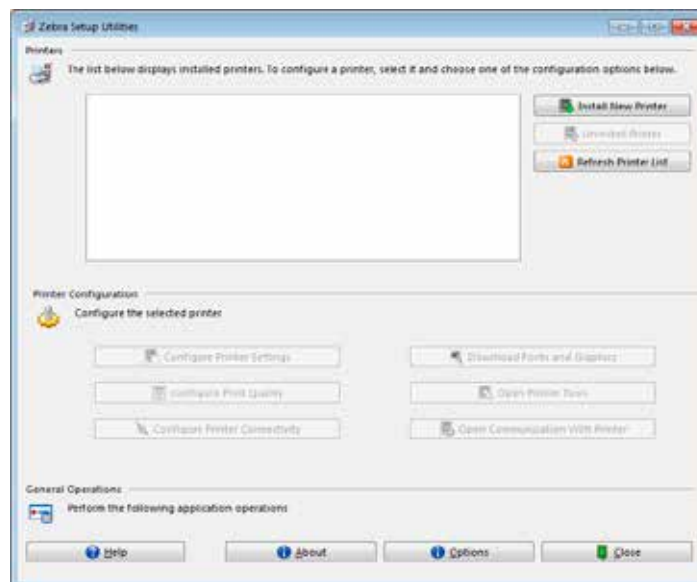 Zebra Setup Utilities
Printers
The list below displays installed printers. To configure a printer, select it and choose one of the configuration options below.
Install New Printer
Uninstall Printer
Refresh Printer List
Printer Configuration
Configure the selected printer
Configure Printer Settings
Download Fonts and Graphics
Configure Print Quality
Open Printer Tools
Configure Printer Connectivity
Open Communication With Printer
General Operations
Perform the following application operations
Help
About
Options
Close